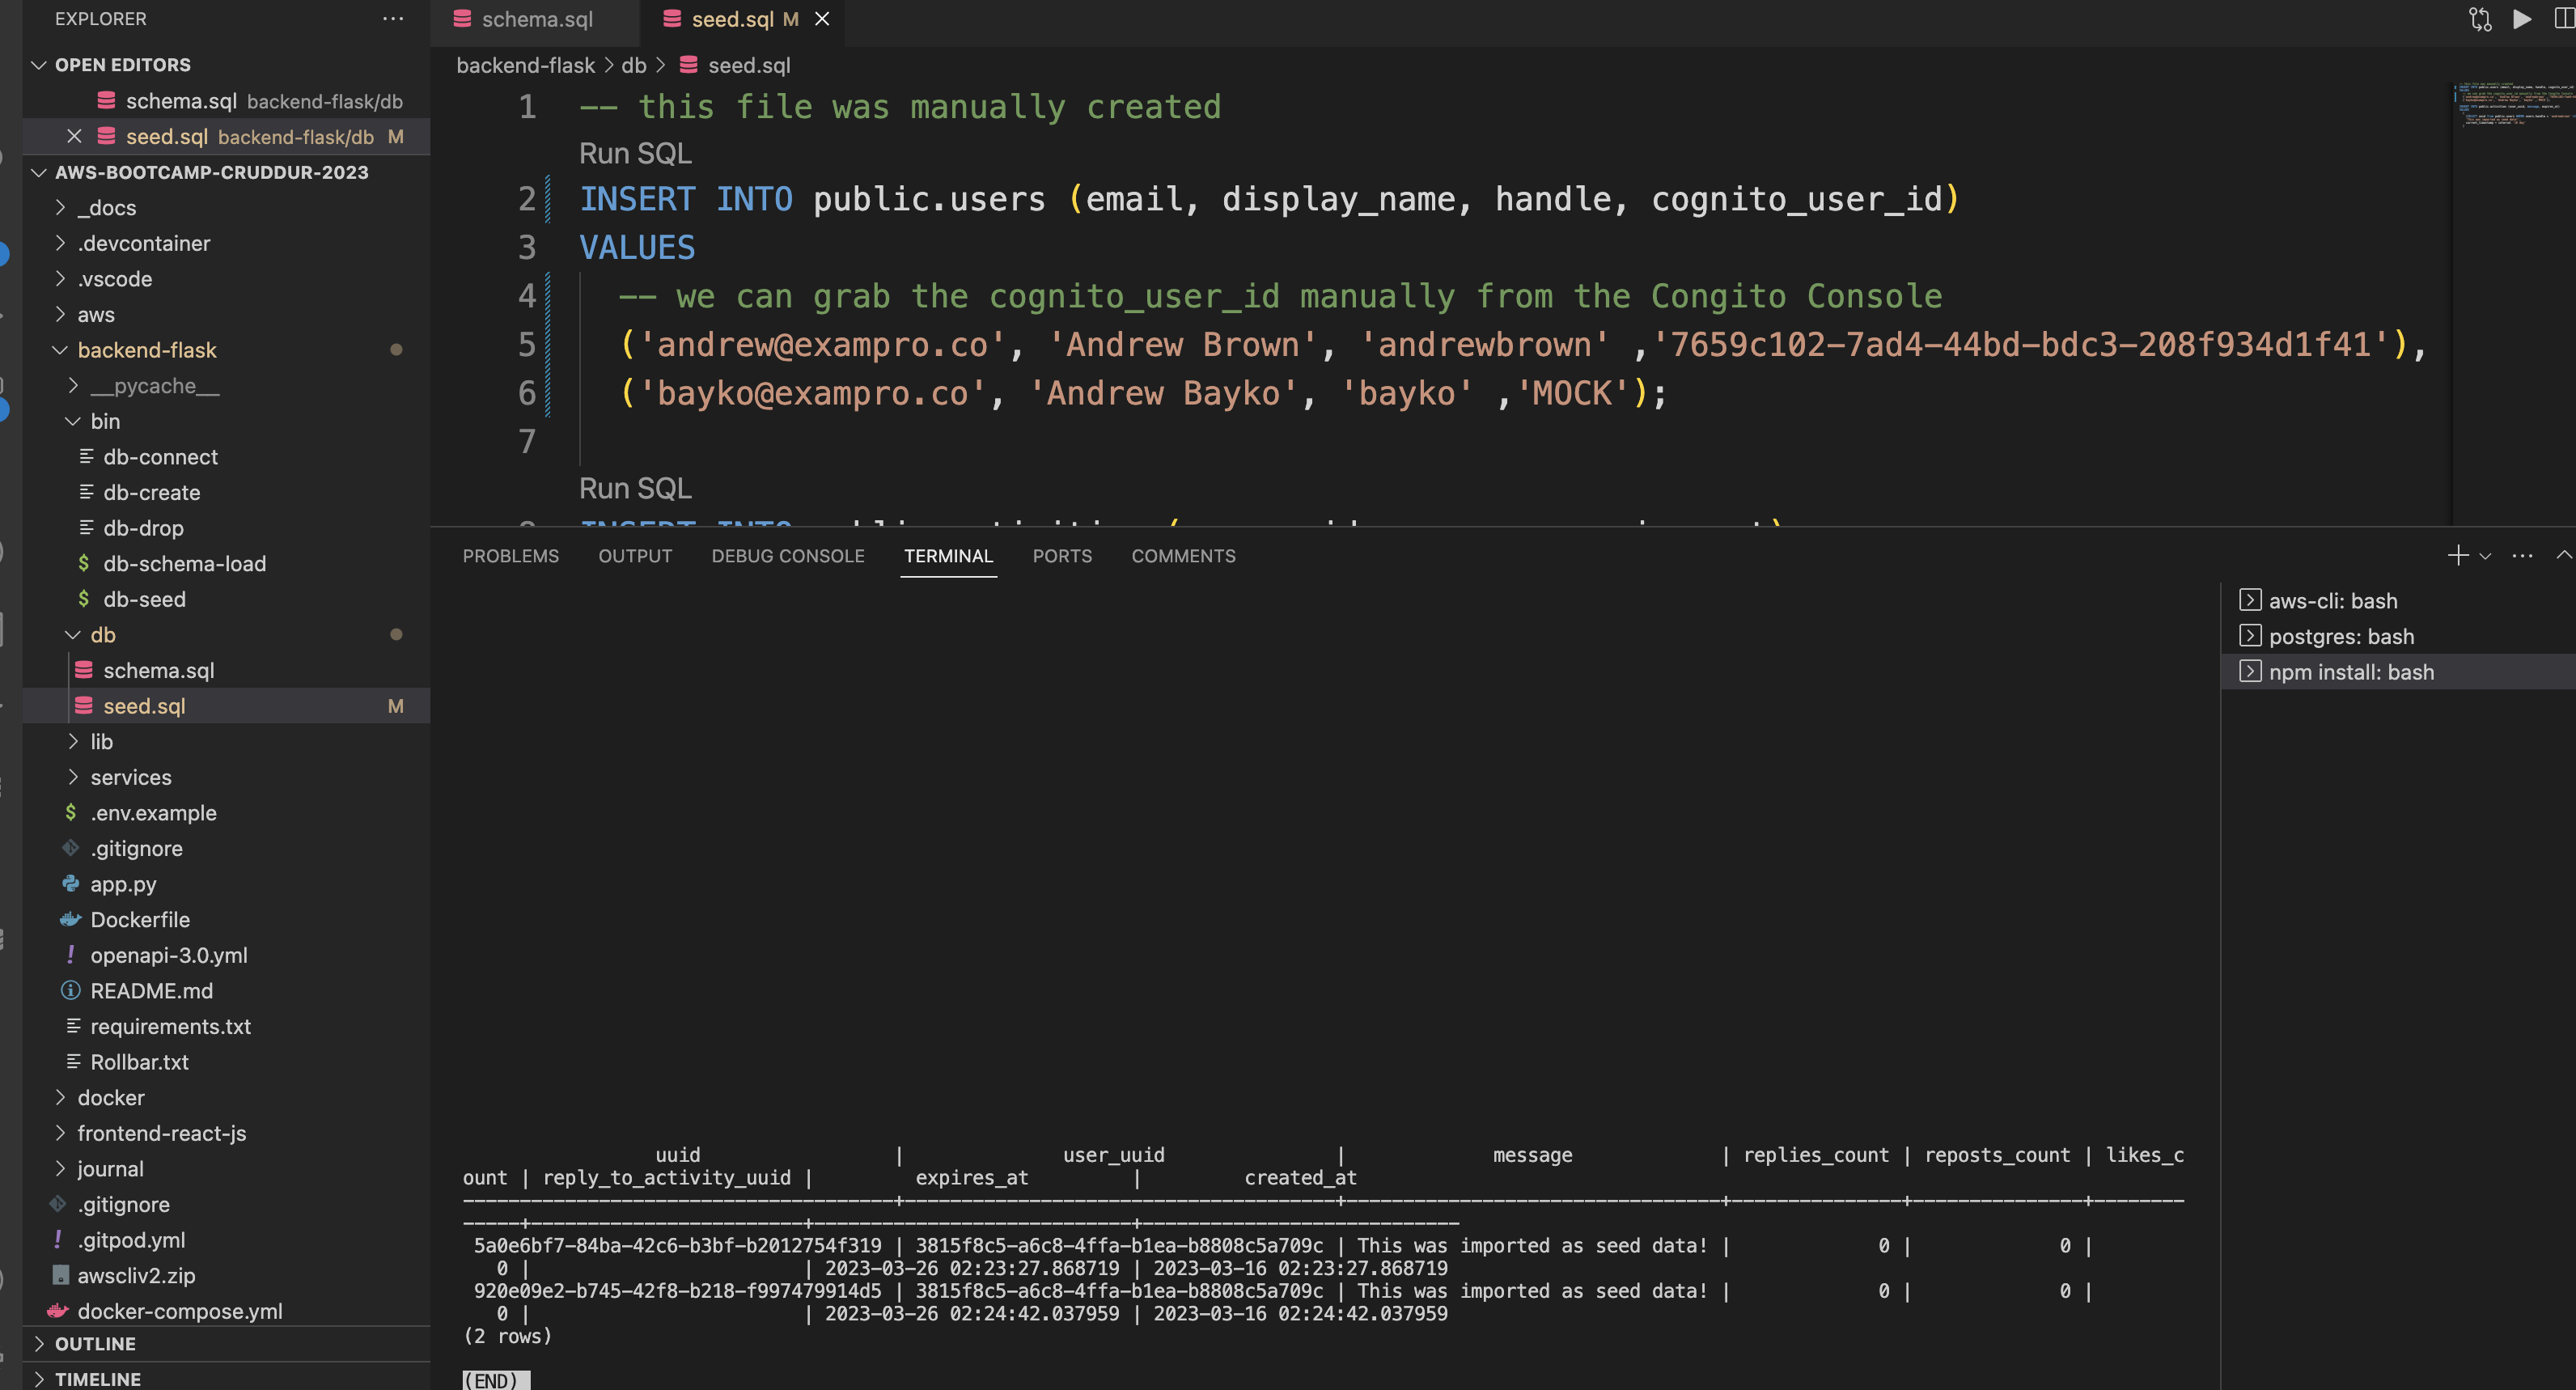 EXPLORER
OPEN EDITORS
schema.sql backend-flask/db
seed.sql backend-flask/db M
AWS-BOOTCAMP-CRUDDUR-2023
_docs
.devcontainer
.vscode
aws
backend-flask
__pycache__
bin
db-connect
db-create
db-drop
$ db-schema-load
$ db-seed
db
schema.sql
seed.sql M
lib
services
$ .env.example
.gitignore
app.py
Dockerfile
! openapi-3.0.yml
README.md
requirements.txt
Rollbar.txt
docker
frontend-react-js
journal
.gitignore
! .gitpod.yml
awscliv2.zip
docker-compose.yml
OUTLINE
TIMELINE
schema.sql
seed.sql M
backend-flask > db > seed.sql
1 -- this file was manually created
Run SQL
2 INSERT INTO public.users (email, display_name, handle, cognito_user_id)
3 VALUES
4 -- we can grab the cognito_user_id manually from the Congito Console
5 ('andrew@exampro.co', 'Andrew Brown', 'andrewbrown' ,'7659c102-7ad4-44bd-bdc3-208f934d1f41'),
6 ('bayko@exampro.co', 'Andrew Bayko', 'bayko' ,'MOCK');
7
Run SQL
PROBLEMS OUTPUT DEBUG CONSOLE TERMINAL PORTS COMMENTS
aws-cli: bash
postgres: bash
npm install: bash
uuid | user_uuid | message | replies_count | reposts_count | likes_c
ount | reply_to_activity_uuid | expires_at | created_at
--------------------------------------+--------------------------------------+---------------------------------+----------------+---------------+--------
-----+------------------------+----------------------------+----------------------------
5a0e6bf7-84ba-42c6-b3bf-b2012754f319 | 3815f8c5-a6c8-4ffa-b1ea-b8808c5a709c | This was imported as seed data! | 0 | 0 |
0 | | 2023-03-26 02:23:27.868719 | 2023-03-16 02:23:27.868719
920e09e2-b745-42f8-b218-f997479914d5 | 3815f8c5-a6c8-4ffa-b1ea-b8808c5a709c | This was imported as seed data! | 0 | 0 |
0 | | 2023-03-26 02:24:42.037959 | 2023-03-16 02:24:42.037959
(2 rows)
(END)